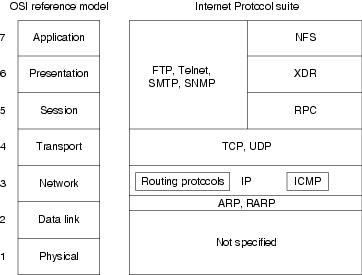 OSI reference model
Internet Protocol suite
7
Application
NFS
6
Presentation
FTP, Telnet,
SMTP, SNMP
XDR
5
Session
RPC
4
Transport
TCP, UDP
3
Network
Routing protocols
IP
ICMP
ARP, RARP
2
Data link
Not specified
1
Physical